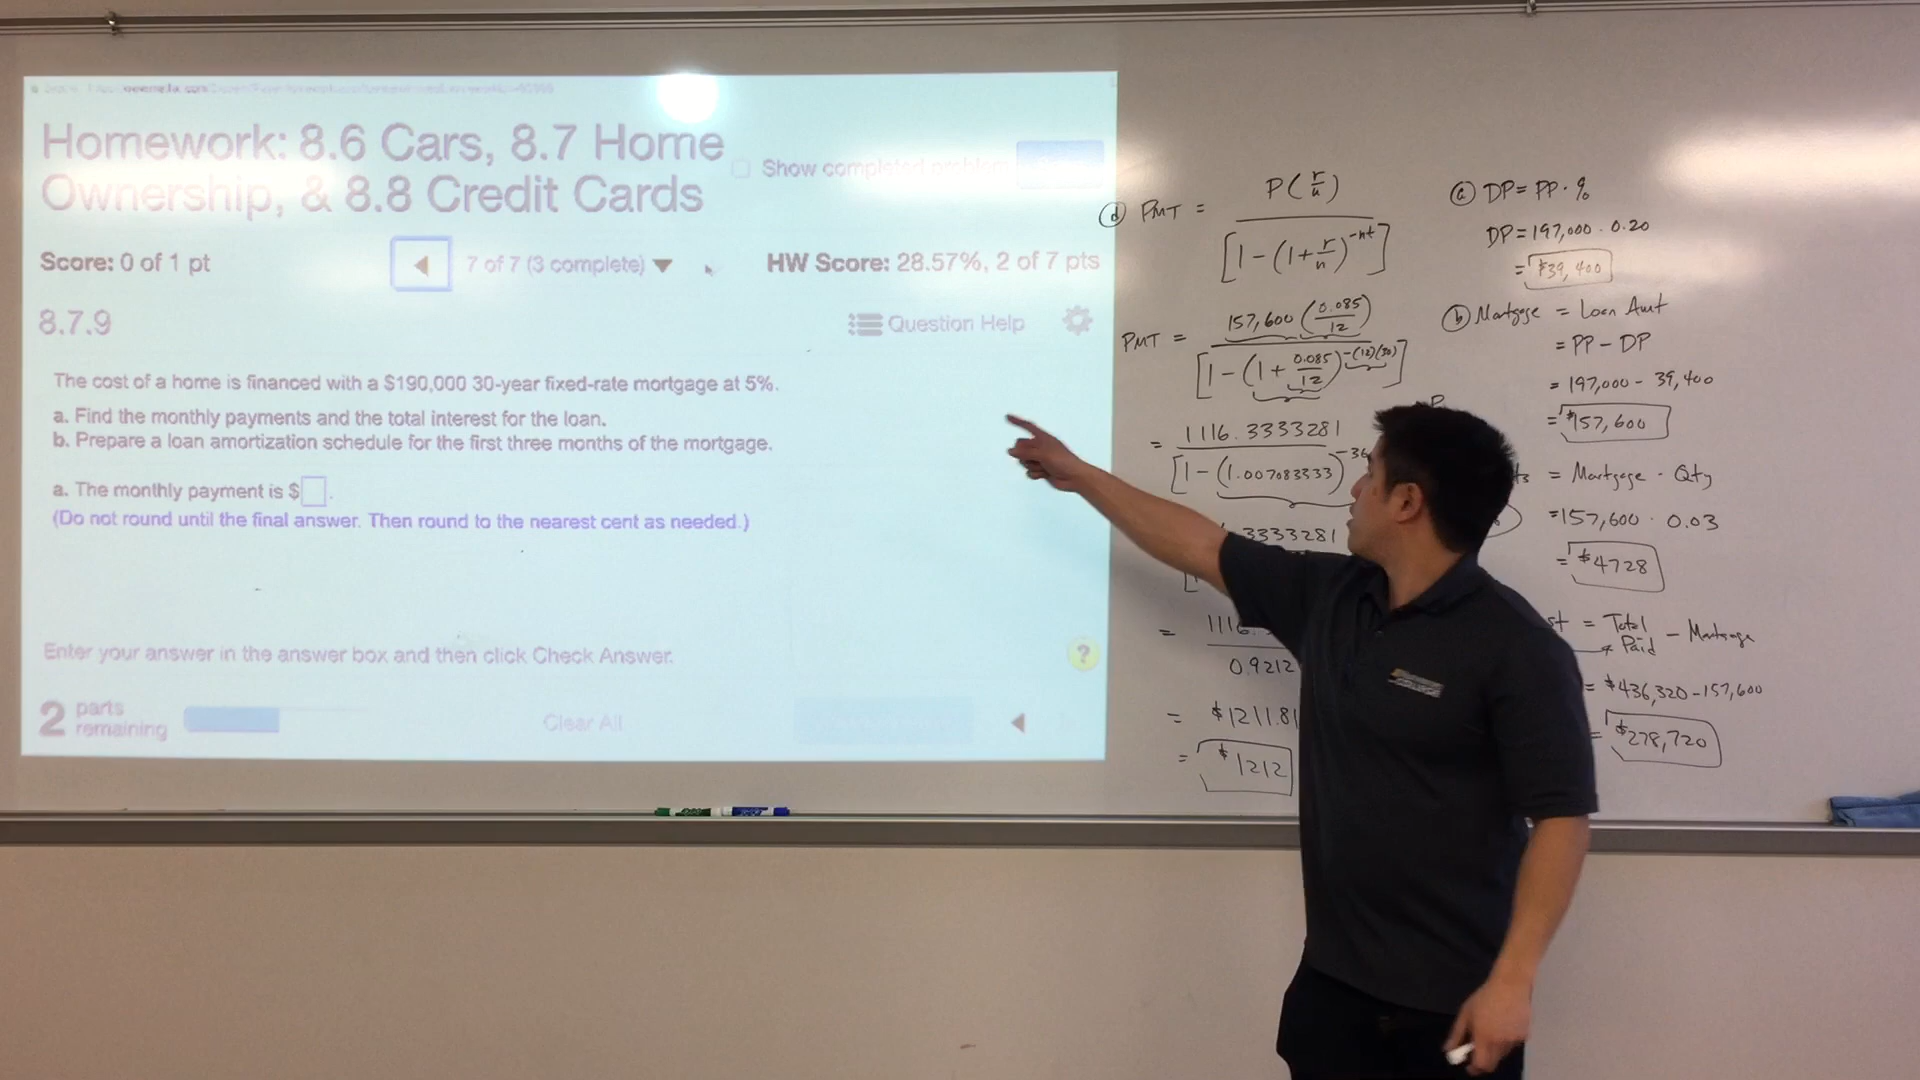 Homework: 8.6 Cars, 8.7 Home
Ownership, & 8.8 Credit Cards
Show completed problem
Score: 0 of 1 pt
7 of 7 (3 complete)
HW Score: 28.57%, 2 of 7 pts
8.7.9
Question Help
The cost of a home is financed with a $190,000 30-year fixed-rate mortgage at 5%.
a. Find the monthly payments and the total interest for the loan.
b. Prepare a loan amortization schedule for the first three months of the mortgage.
a. The monthly payment is $ .
(Do not round until the final answer. Then round to the nearest cent as needed.)
Enter your answer in the answer box and then click Check Answer.
?
2 parts
remaining
Clear All
ⓓ PMT = P(r/n) / [1-(1+r/n)^-nt]
PMT = 157,600 (0.085/12) / [1-(1+0.085/12)^-(12)(30)]
= 1116.3333281 / [1-(1.007083333)^-36
3333281
= 1116. / 0.9212
= $1211.81
= $1212
ⓐ DP = PP · %
DP = 197,000 · 0.20
= $39,400
ⓑ Mortgage = Loan Amt
= PP - DP
= 197,000 - 39,400
= $157,600
ts = Mortgage · Qty
= 157,600 · 0.03
= $4728
st = Total Paid - Mortgage
= $436,320 - 157,600
= $278,720